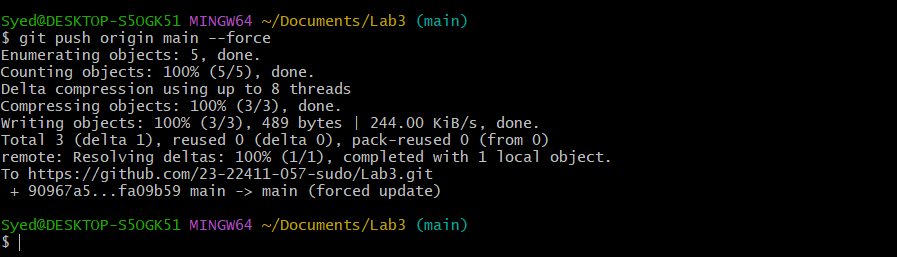 Syed@DESKTOP-S5OGK51 MINGW64 ~/Documents/Lab3 (main)
$ git push origin main --force
Enumerating objects: 5, done.
Counting objects: 100% (5/5), done.
Delta compression using up to 8 threads
Compressing objects: 100% (3/3), done.
Writing objects: 100% (3/3), 489 bytes | 244.00 KiB/s, done.
Total 3 (delta 1), reused 0 (delta 0), pack-reused 0 (from 0)
remote: Resolving deltas: 100% (1/1), completed with 1 local object.
To https://github.com/23-22411-057-sudo/Lab3.git
 + 90967a5...fa09b59 main -> main (forced update)
Syed@DESKTOP-S5OGK51 MINGW64 ~/Documents/Lab3 (main)
$